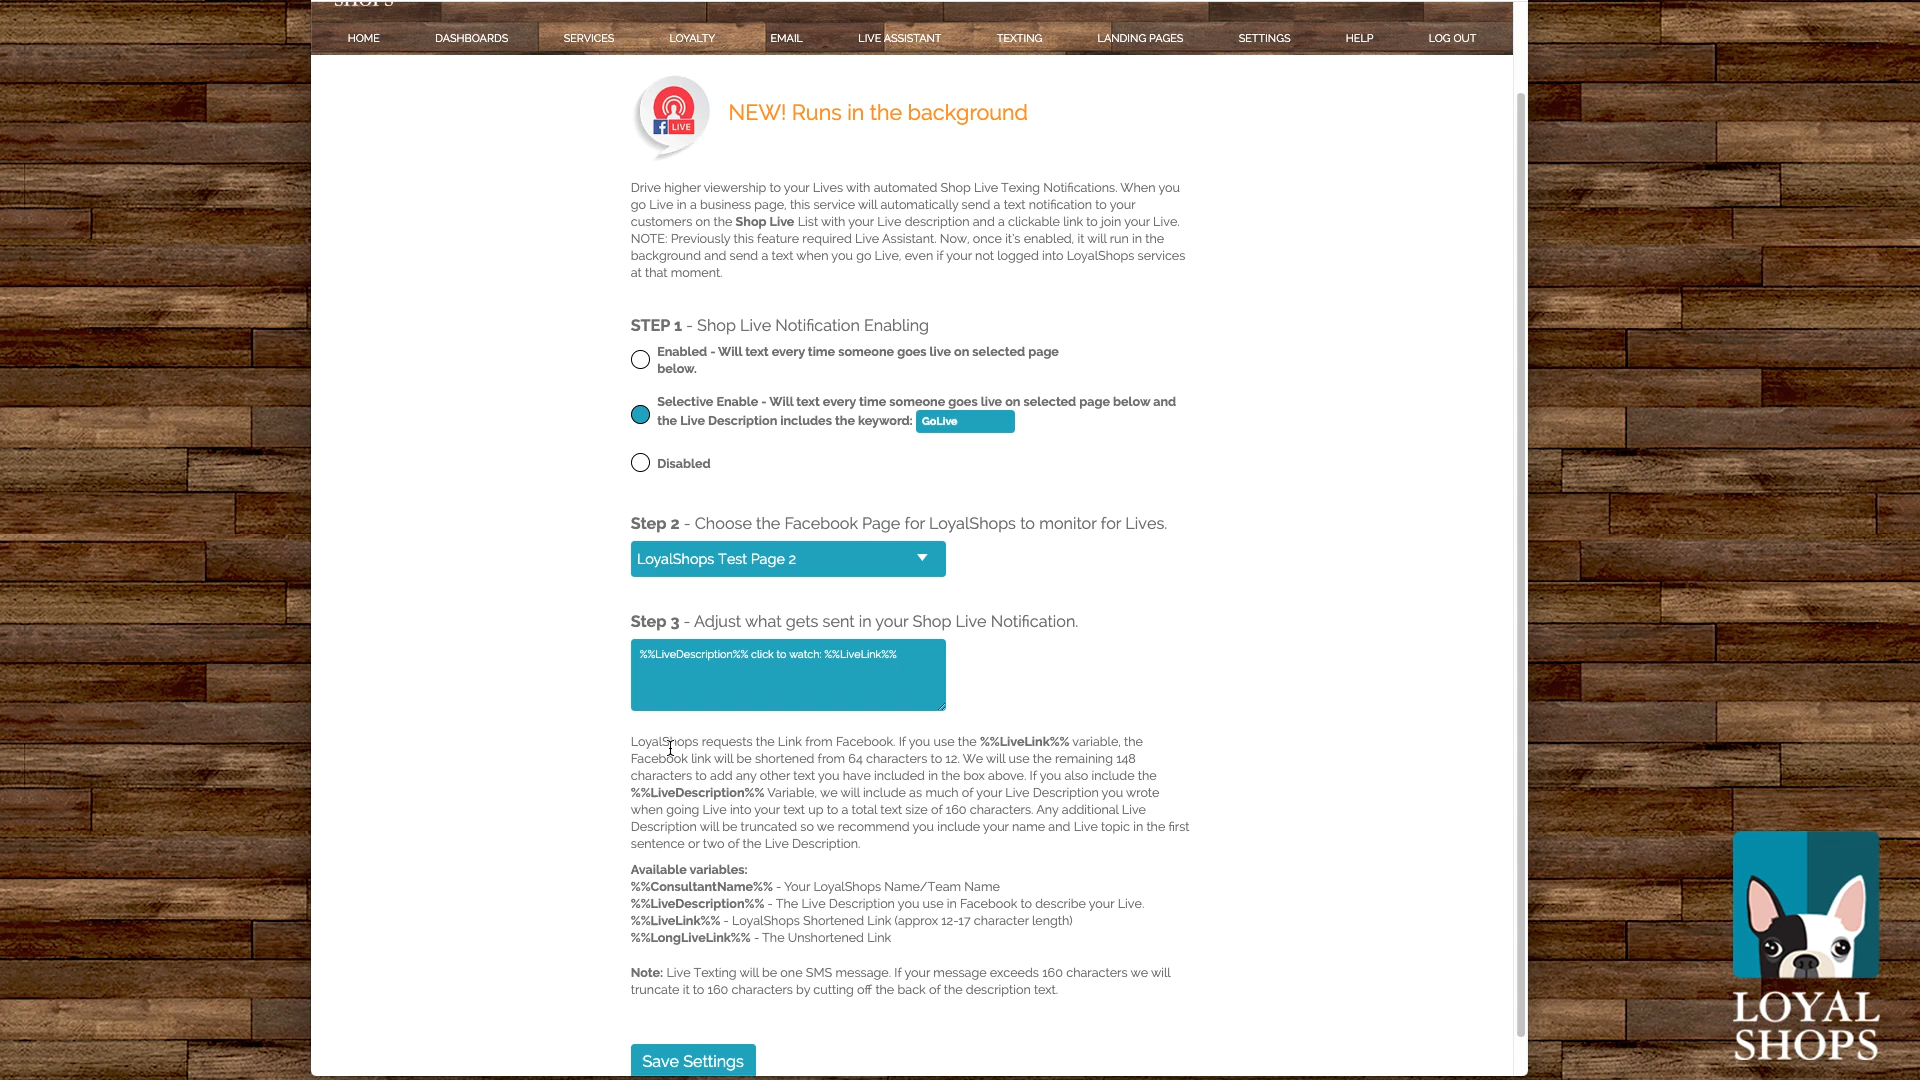 SHOPS
HOME DASHBOARDS SERVICES LOYALTY EMAIL LIVE ASSISTANT TEXTING LANDING PAGES SETTINGS HELP LOG OUT
LIVE
NEW! Runs in the background
Drive higher viewership to your Lives with automated Shop Live Texing Notifications. When you
go Live in a business page, this service will automatically send a text notification to your
customers on the Shop Live List with your Live description and a clickable link to join your Live.
NOTE: Previously this feature required Live Assistant. Now, once it's enabled, it will run in the
background and send a text when you go Live, even if your not logged into LoyalShops services
at that moment.
STEP 1 - Shop Live Notification Enabling
Enabled - Will text every time someone goes live on selected page
below.
Selective Enable - Will text every time someone goes live on selected page below and
the Live Description includes the keyword: GoLive
Disabled
Step 2 - Choose the Facebook Page for LoyalShops to monitor for Lives.
LoyalShops Test Page 2
Step 3 - Adjust what gets sent in your Shop Live Notification.
%%LiveDescription%% click to watch: %%LiveLink%%
LoyalShops requests the Link from Facebook. If you use the %%LiveLink%% variable, the
Facebook link will be shortened from 64 characters to 12. We will use the remaining 148
characters to add any other text you have included in the box above. If you also include the
%%LiveDescription%% Variable, we will include as much of your Live Description you wrote
when going Live into your text up to a total text size of 160 characters. Any additional Live
Description will be truncated so we recommend you include your name and Live topic in the first
sentence or two of the Live Description.
Available variables:
%%ConsultantName%% - Your LoyalShops Name/Team Name
%%LiveDescription%% - The Live Description you use in Facebook to describe your Live.
%%LiveLink%% - LoyalShops Shortened Link (approx 12-17 character length)
%%LongLiveLink%% - The Unshortened Link
Note: Live Texting will be one SMS message. If your message exceeds 160 characters we will
truncate it to 160 characters by cutting off the back of the description text.
Save Settings
LOYAL
SHOPS